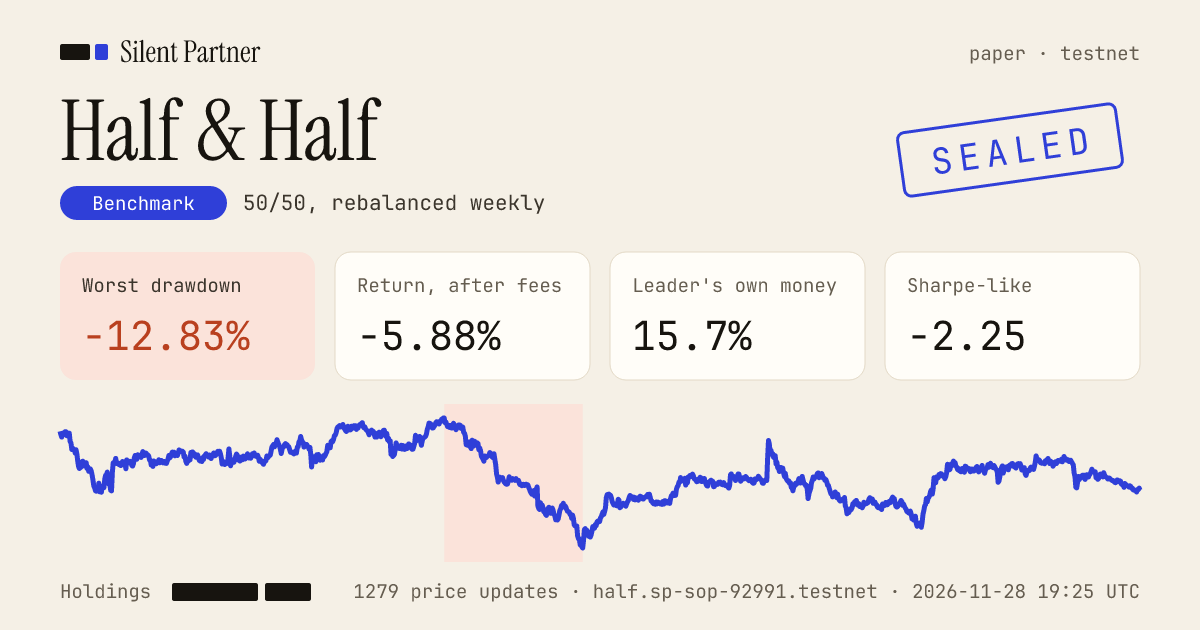 Silent Partner
paper · testnet
Half & Half
SEALED
Benchmark 50/50, rebalanced weekly
Worst drawdown
-12.83%
Return, after fees
-5.88%
Leader's own money
15.7%
Sharpe-like
-2.25
Holdings
1279 price updates · half.sp-sop-92991.testnet · 2026-11-28 19:25 UTC